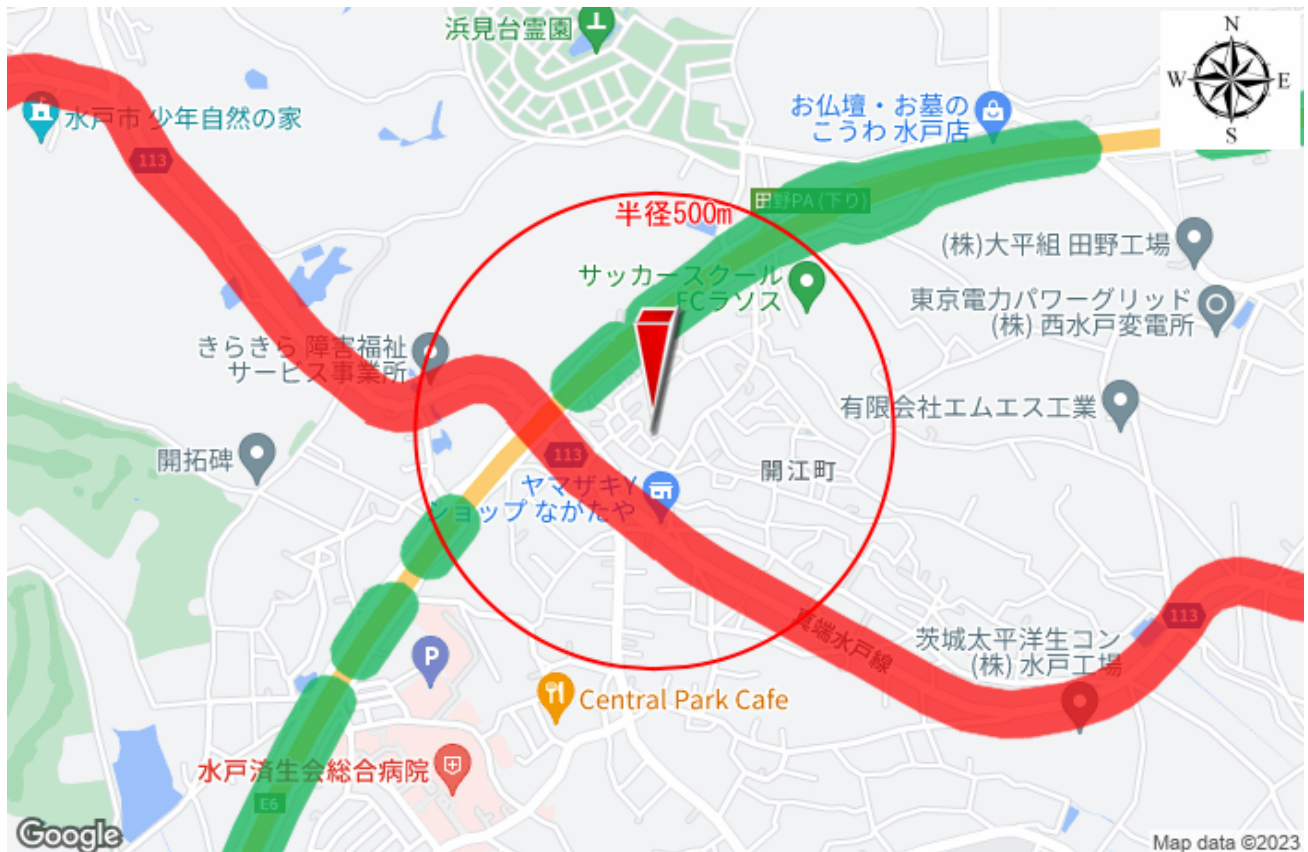 浜見台霊園
N
W E
S
お仏壇・お墓の
こうわ 水戸店
水戸市 少年自然の家
113
半径500m
田野PA (下り)
(株)大平組 田野工場
サッカースクール
FCラソス
東京電力パワーグリッド
(株) 西水戸変電所
きらきら 障害福祉
サービス事業所
有限会社エムエス工業
開拓碑
113
開江町
ヤマザキY
ショップ ながたや
113
真端水戸線
茨城太平洋生コン
(株) 水戸工場
P
Central Park Cafe
水戸済生会総合病院
E6
Google
Map data ©2023